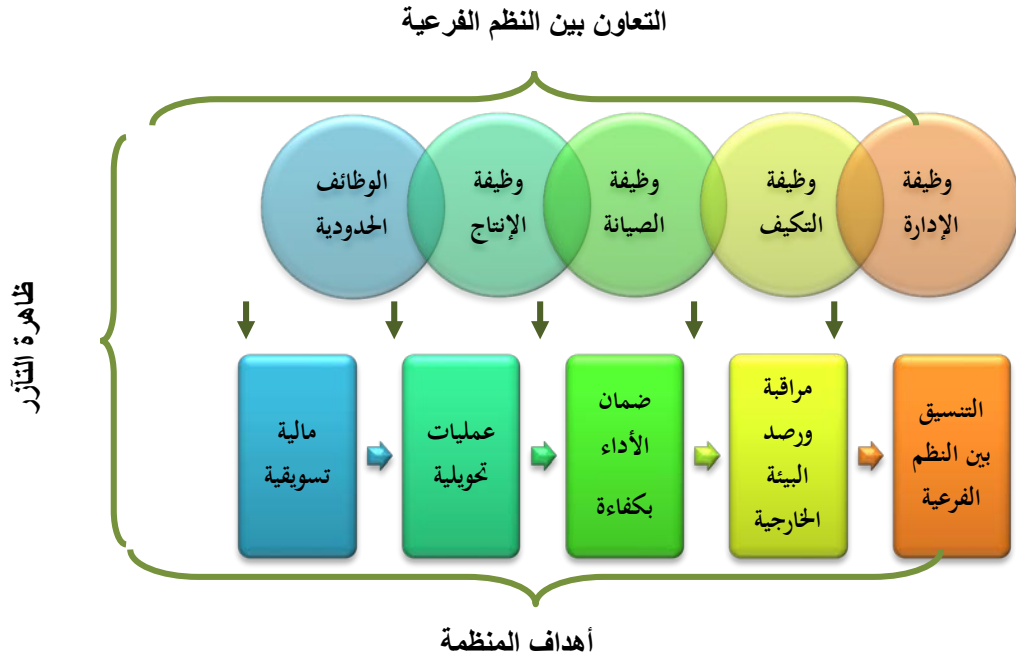 التعاون بين النظم الفرعية
وظيفة
الإدارة
وظيفة
التكيف
وظيفة
الصيانة
وظيفة
الإنتاج
الوظائف
الحدودية
ظاهرة التآزر
التنسيق
بين النظم
الفرعية
مراقبة
ورصد
البيئة
الخارجية
ضمان
الأداء
بكفاءة
عمليات
تحويلية
مالية
تسويقية
أهداف المنظمة